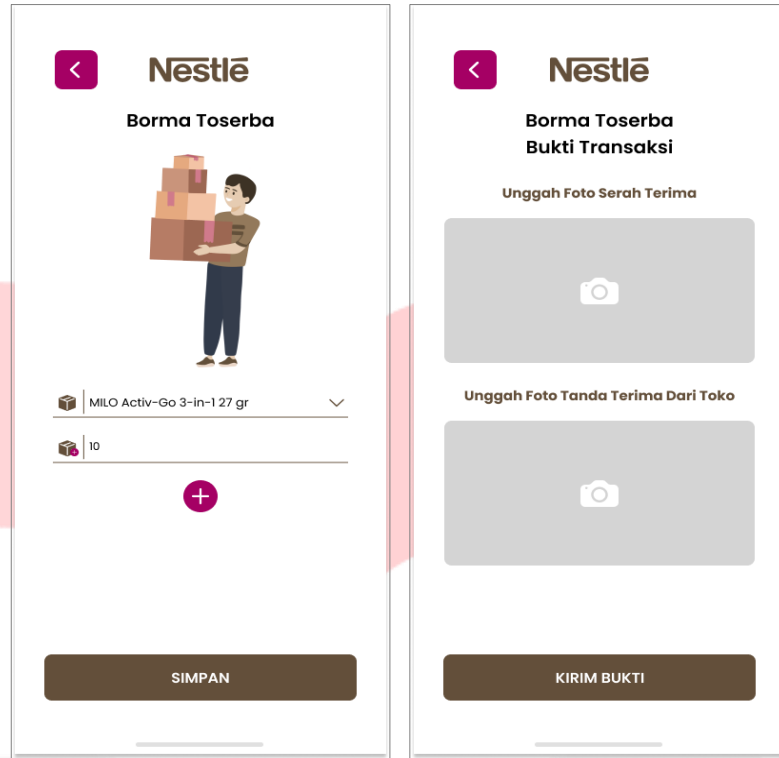 Nestlé
Borma Toserba
MILO Activ-Go 3-in-1 27 gr
10
SIMPAN
Nestlé
Borma Toserba
Bukti Transaksi
Unggah Foto Serah Terima
Unggah Foto Tanda Terima Dari Toko
KIRIM BUKTI